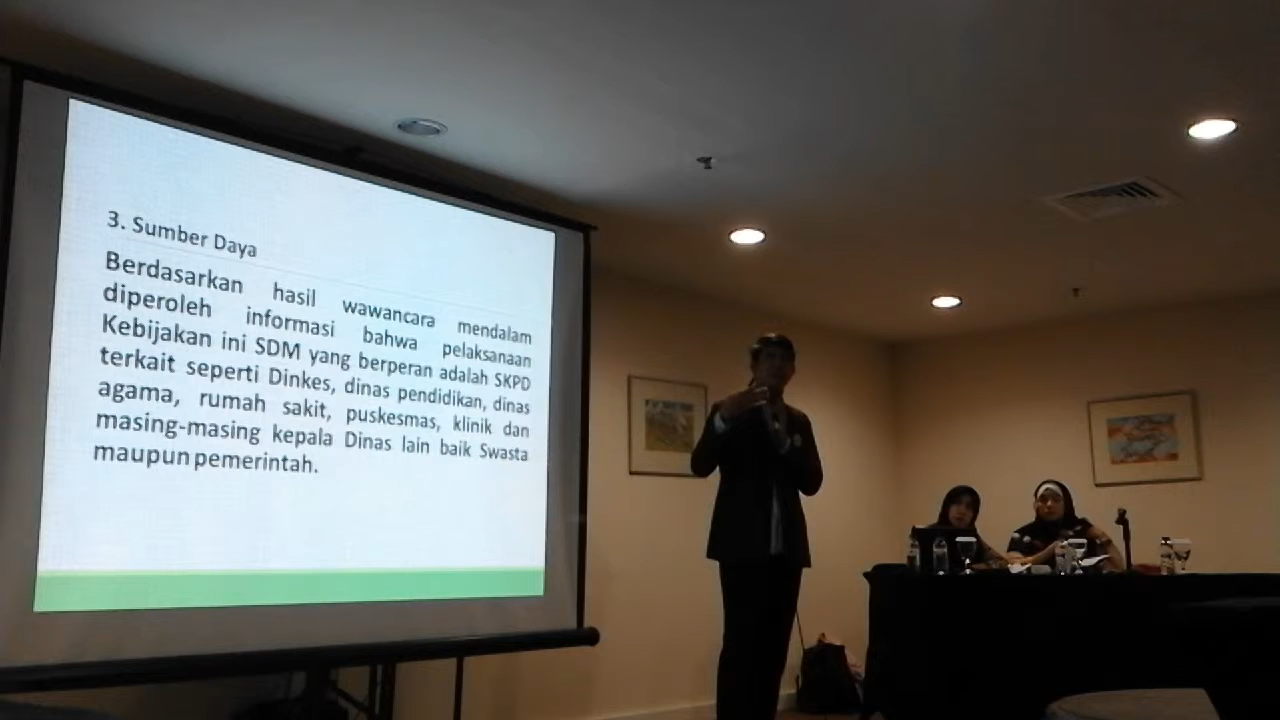 3. Sumber Daya
Berdasarkan hasil wawancara mendalam
diperoleh informasi bahwa pelaksanaan
Kebijakan ini SDM yang berperan adalah SKPD
terkait seperti Dinkes, dinas pendidikan, dinas
agama, rumah sakit, puskesmas, klinik dan
masing-masing kepala Dinas lain baik Swasta
maupun pemerintah.